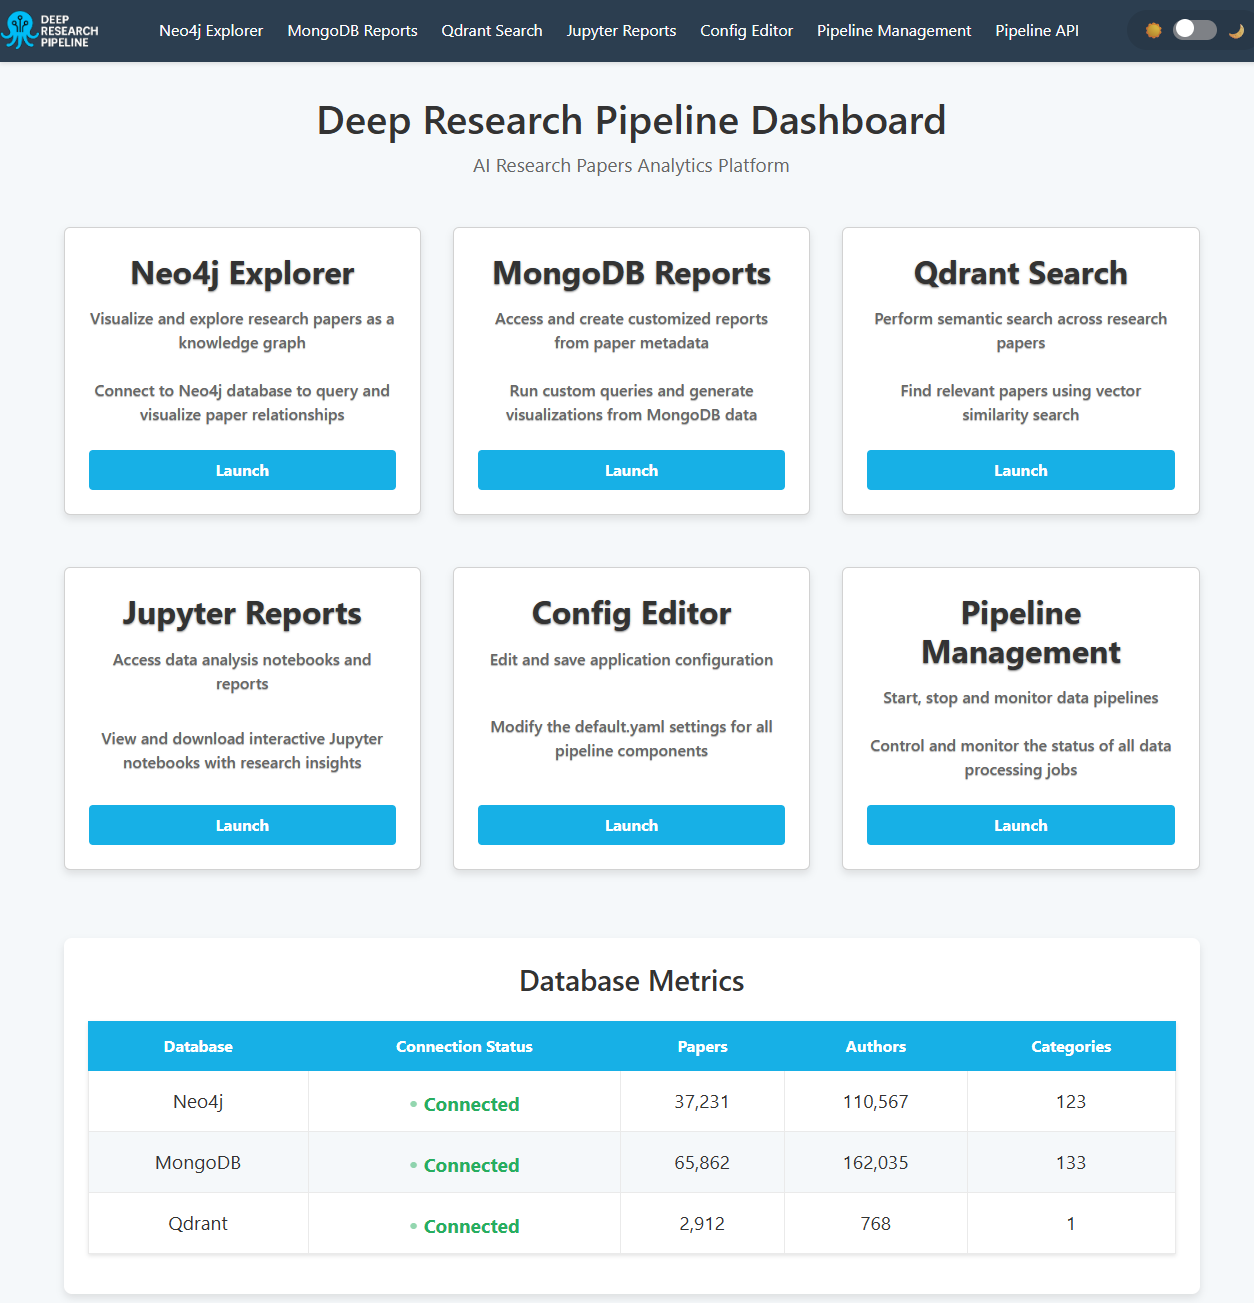 DEEP
RESEARCH
PIPELINE
Neo4j Explorer MongoDB Reports Qdrant Search Jupyter Reports Config Editor Pipeline Management Pipeline API
Deep Research Pipeline Dashboard
AI Research Papers Analytics Platform
Neo4j Explorer
Visualize and explore research papers as a
knowledge graph
Connect to Neo4j database to query and
visualize paper relationships
Launch
MongoDB Reports
Access and create customized reports
from paper metadata
Run custom queries and generate
visualizations from MongoDB data
Launch
Qdrant Search
Perform semantic search across research
papers
Find relevant papers using vector
similarity search
Launch
Jupyter Reports
Access data analysis notebooks and
reports
View and download interactive Jupyter
notebooks with research insights
Launch
Config Editor
Edit and save application configuration
Modify the default.yaml settings for all
pipeline components
Launch
Pipeline
Management
Start, stop and monitor data pipelines
Control and monitor the status of all data
processing jobs
Launch
Database Metrics
Database Connection Status Papers Authors Categories
Neo4j • Connected 37,231 110,567 123
MongoDB • Connected 65,862 162,035 133
Qdrant • Connected 2,912 768 1